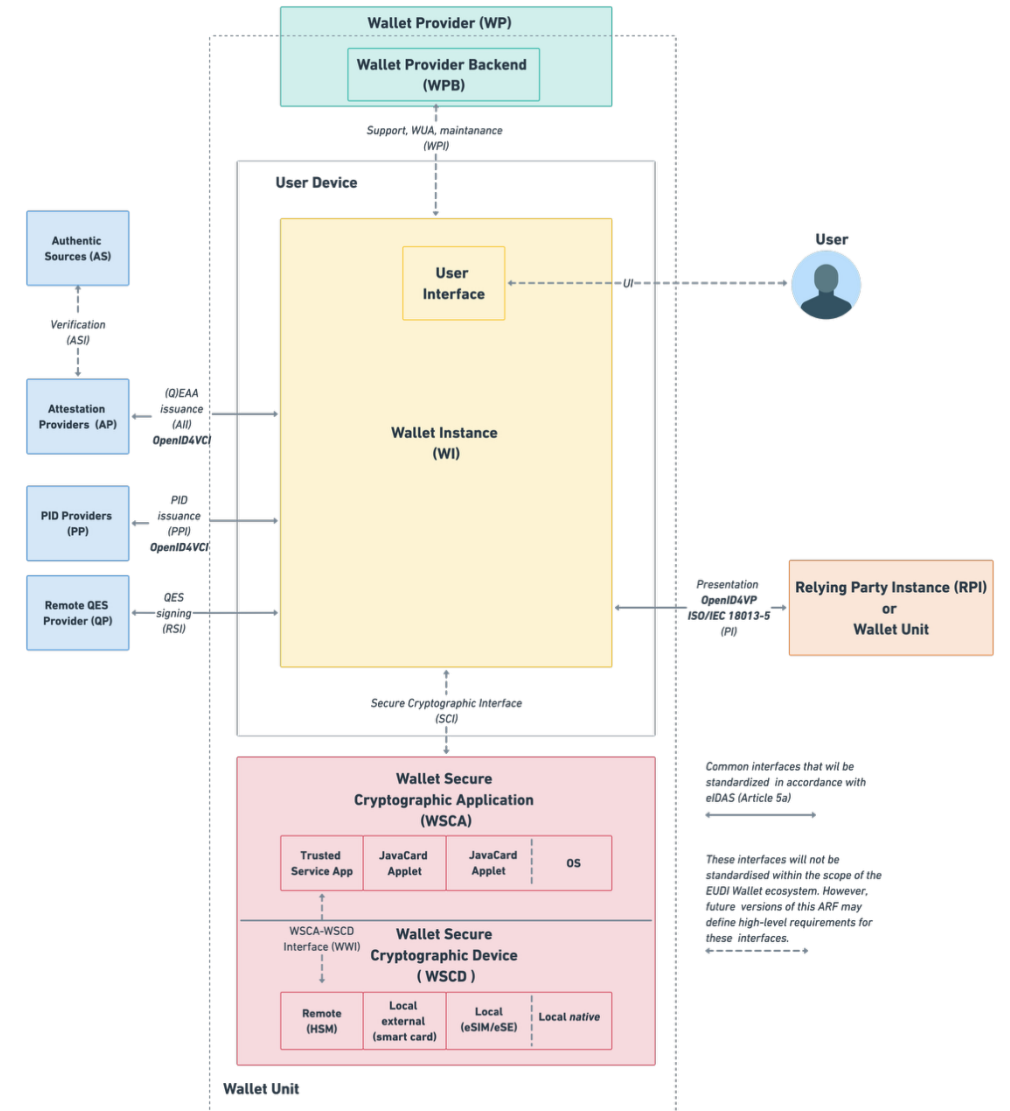 Wallet Provider (WP)
Wallet Provider Backend
(WPB)
Support, WUA, maintanance
(WPI)
User Device
Authentic
Sources (AS)
User
User
Interface
UI
Verification
(ASI)
Attestation
Providers (AP)
(Q)EAA
issuance
(AII)
OpenID4VCI
Wallet Instance
(WI)
PID Providers
(PP)
PID
issuance
(PPI)
OpenID4VCI
Remote QES
Provider (QP)
QES
signing
(RSI)
Presentation
OpenID4VP
ISO/IEC 18013-5
(PI)
Relying Party Instance (RPI)
or
Wallet Unit
Secure Cryptographic Interface
(SCI)
Wallet Secure
Cryptographic Application
(WSCA)
Trusted
Service App
JavaCard
Applet
JavaCard
Applet
OS
WSCA-WSCD
Interface (WWI)
Wallet Secure
Cryptographic Device
( WSCD )
Remote
(HSM)
Local
external
(smart card)
Local
(eSIM/eSE)
Local native
Wallet Unit
Common interfaces that wil be
standardized in accordance with
eIDAS (Article 5a)
These interfaces will not be
standardised within the scope of the
EUDI Wallet ecosystem. However,
future versions of this ARF may
define high-level requirements for
these interfaces.